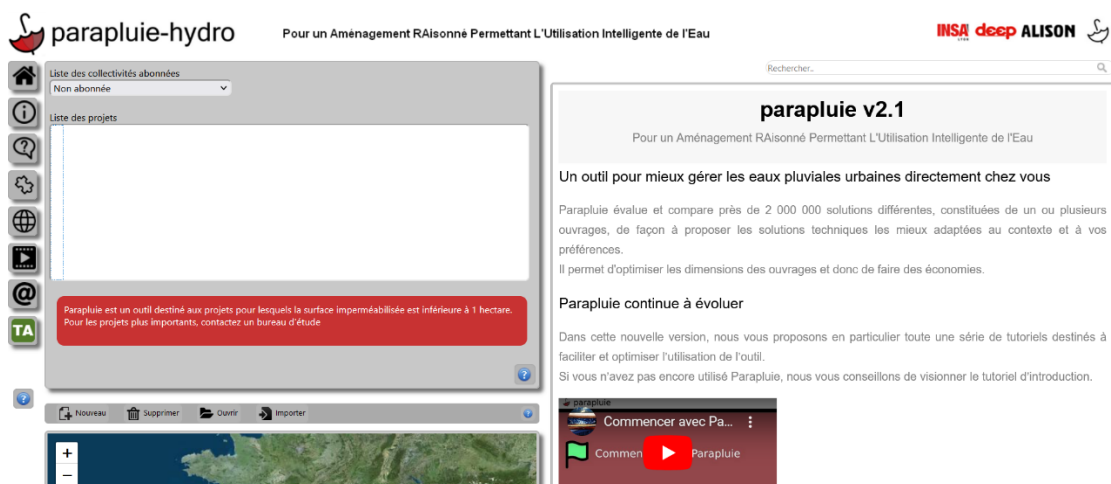 parapluie-hydro
Pour un Aménagement RAisonné Permettant L'Utilisation Intelligente de l'Eau
INSA deep ALISON
Liste des collectivités abonnées
Non abonnée
Liste des projets
Parapluie est un outil destiné aux projets pour lesquels la surface imperméabilisée est inférieure à 1 hectare.
Pour les projets plus importants, contactez un bureau d'étude
@
TA
Nouveau
Supprimer
Ouvrir
Importer
+
−
Rechercher..
parapluie v2.1
Pour un Aménagement RAisonné Permettant L'Utilisation Intelligente de l'Eau
Un outil pour mieux gérer les eaux pluviales urbaines directement chez vous
Parapluie évalue et compare près de 2 000 000 solutions différentes, constituées de un ou plusieurs
ouvrages, de façon à proposer les solutions techniques les mieux adaptées au contexte et à vos
préférences.
Il permet d'optimiser les dimensions des ouvrages et donc de faire des économies.
Parapluie continue à évoluer
Dans cette nouvelle version, nous vous proposons en particulier toute une série de tutoriels destinés à
faciliter et optimiser l'utilisation de l'outil.
Si vous n'avez pas encore utilisé Parapluie, nous vous conseillons de visionner le tutoriel d'introduction.
parapluie
Commencer avec Pa...
Commen Parapluie